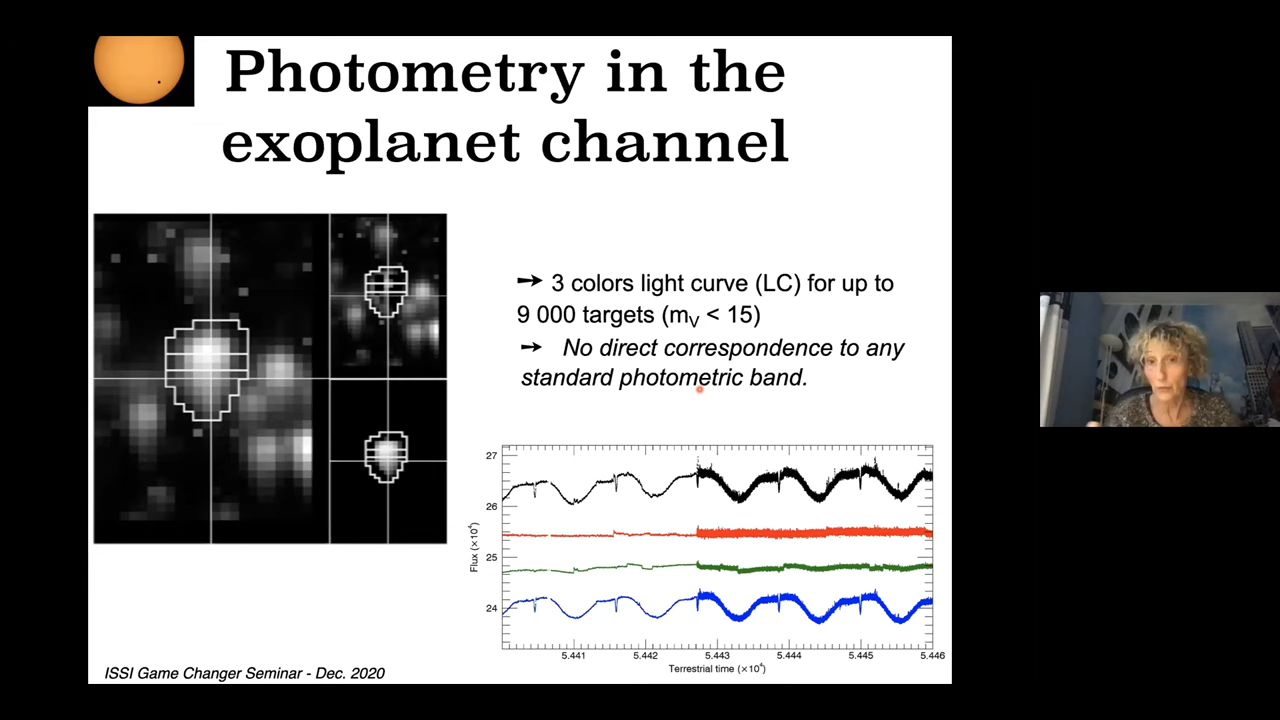 Photometry in the
exoplanet channel
➙ 3 colors light curve (LC) for up to
9 000 targets (mV < 15)
➙ No direct correspondence to any
standard photometric band.
27
26
25
24
Flux (×10⁴)
5.441 5.442 5.443 5.444 5.445 5.446
Terrestrial time (×10⁴)
ISSI Game Changer Seminar - Dec. 2020